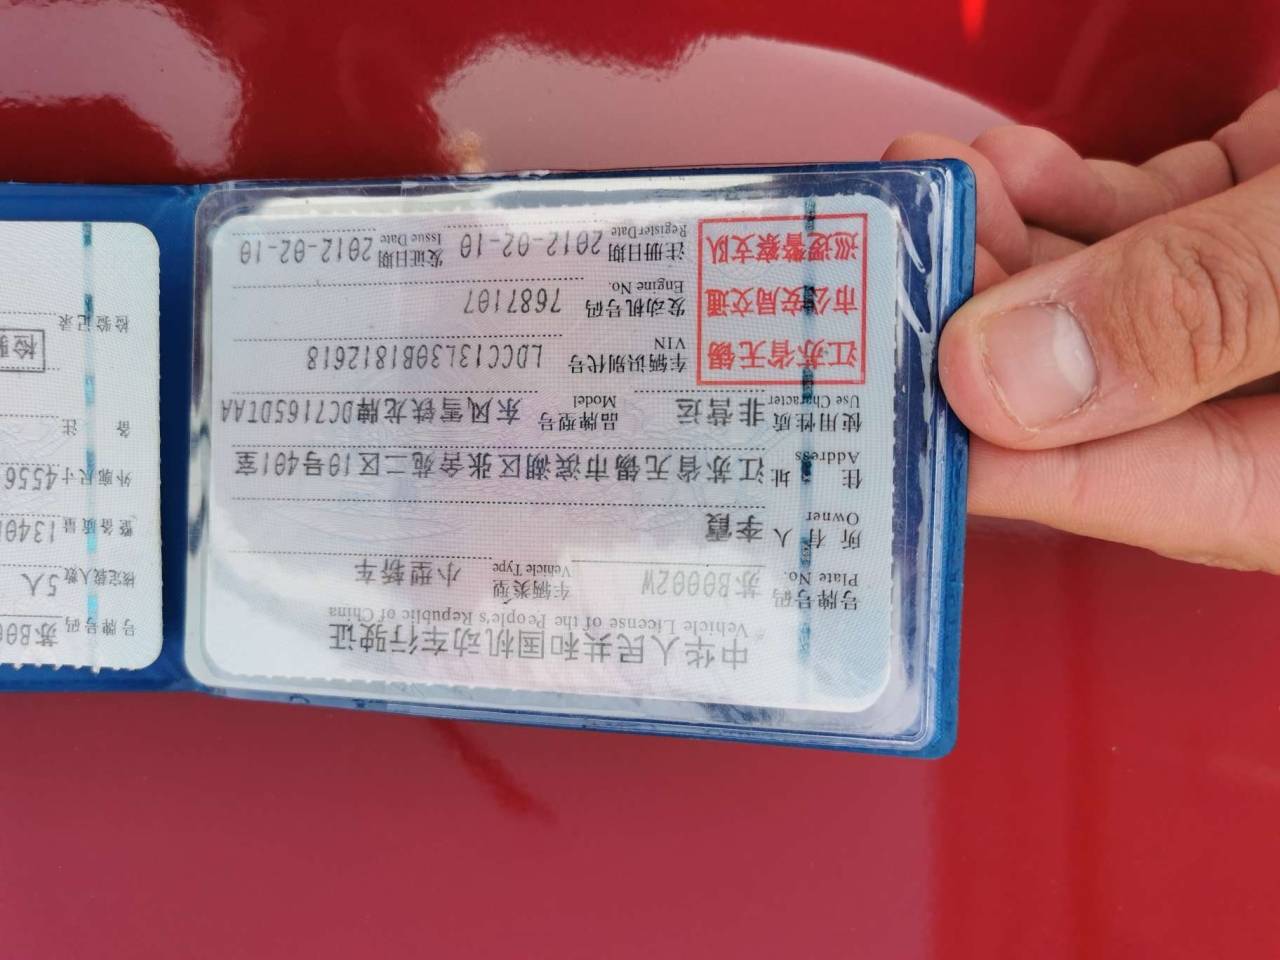 中华人民共和国机动车行驶证
Vehicle License of the People's Republic of China
号牌号码 苏B0002W 车辆类型 小型轿车
Plate No. Vehicle Type
所有人 李霞
Owner
住址 江苏省无锡市滨湖区张舍苑二区10号401室
Address
使用性质 非营运 品牌型号 东风雪铁龙牌DC7165DTAA
Use Character Model
江苏省无锡
市公安局交通
巡逻警察支队
车辆识别代号 LDCC13L30B1812618
VIN
发动机号码 7687107
Engine No.
注册日期 2012-02-10 发证日期 2012-02-10
Register Date Issue Date
号牌号码 苏B00
核定载人数 5人
整备质量 1340
外廓尺寸 4556
备注
检验记录
检验